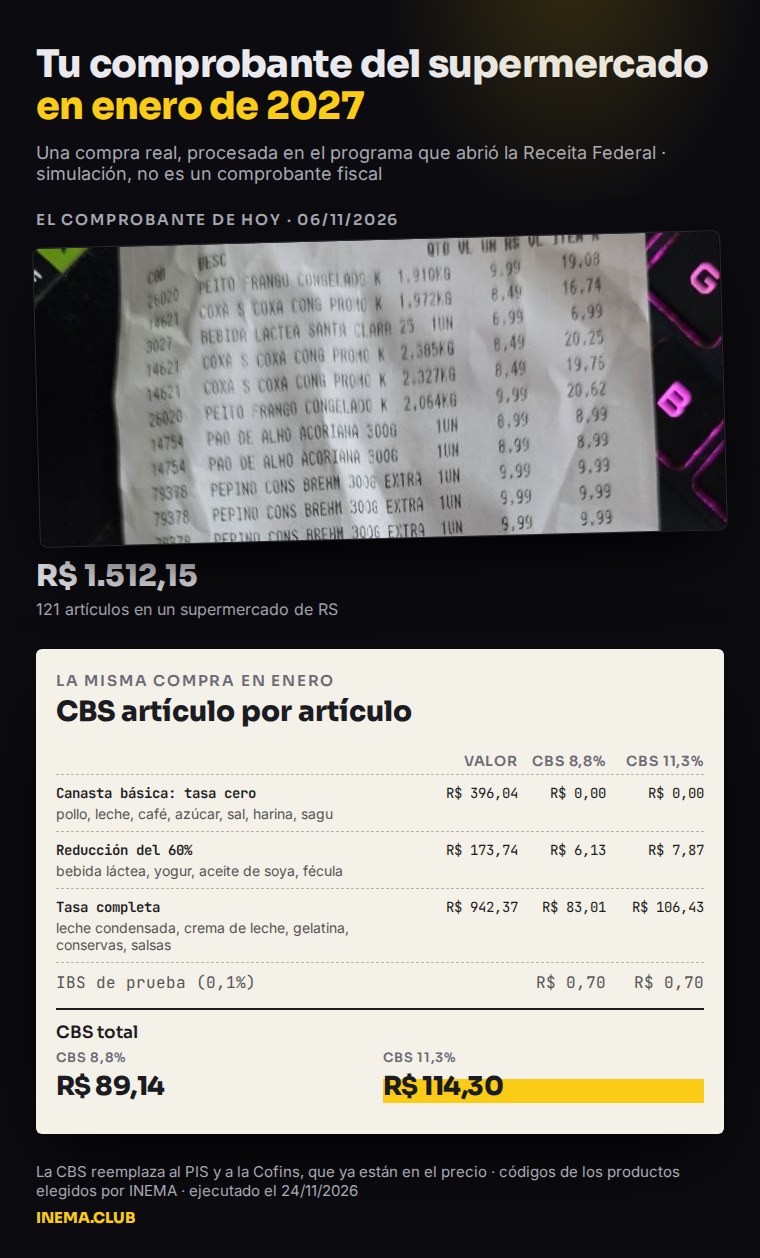 Tu comprobante del supermercado
en enero de 2027
Una compra real, procesada en el programa que abrió la Receita Federal ·
simulación, no es un comprobante fiscal
EL COMPROBANTE DE HOY · 06/11/2026
COD DESC QTD VL UN R$ VL ITEM R
26020 PEITO FRANGO CONGELADO K 1,910KG 9,99 19,08
14621 COXA S COXA CONG PROMO K 1,972KG 8,49 16,74
3027 BEBIDA LACTEA SANTA CLARA 25 1UN 6,99 6,99
14621 COXA S COXA CONG PROMO K 2,385KG 8,49 20,25
14621 COXA S COXA CONG PROMO K 2,327KG 8,49 19,76
26020 PEITO FRANGO CONGELADO K 2,064KG 9,99 20,62
14754 PAO DE ALHO ACORIANA 300G 1UN 8,99 8,99
14754 PAO DE ALHO ACORIANA 300G 1UN 8,99 8,99
79378 PEPINO CONS BREHM 300G EXTRA 1UN 9,99 9,99
79378 PEPINO CONS BREHM 300G EXTRA 1UN 9,99 9,99
79378 PEPINO CONS BREHM 300G EXTRA 1UN 9,99 9,99
G
B
R$ 1.512,15
121 artículos en un supermercado de RS
LA MISMA COMPRA EN ENERO
CBS artículo por artículo
VALOR CBS 8,8% CBS 11,3%
Canasta básica: tasa cero R$ 396,04 R$ 0,00 R$ 0,00
pollo, leche, café, azúcar, sal, harina, sagu
Reducción del 60% R$ 173,74 R$ 6,13 R$ 7,87
bebida láctea, yogur, aceite de soya, fécula
Tasa completa R$ 942,37 R$ 83,01 R$ 106,43
leche condensada, crema de leche, gelatina,
conservas, salsas
IBS de prueba (0,1%) R$ 0,70 R$ 0,70
CBS total
CBS 8,8% CBS 11,3%
R$ 89,14 R$ 114,30
La CBS reemplaza al PIS y a la Cofins, que ya están en el precio · códigos de los productos
elegidos por INEMA · ejecutado el 24/11/2026
INEMA.CLUB